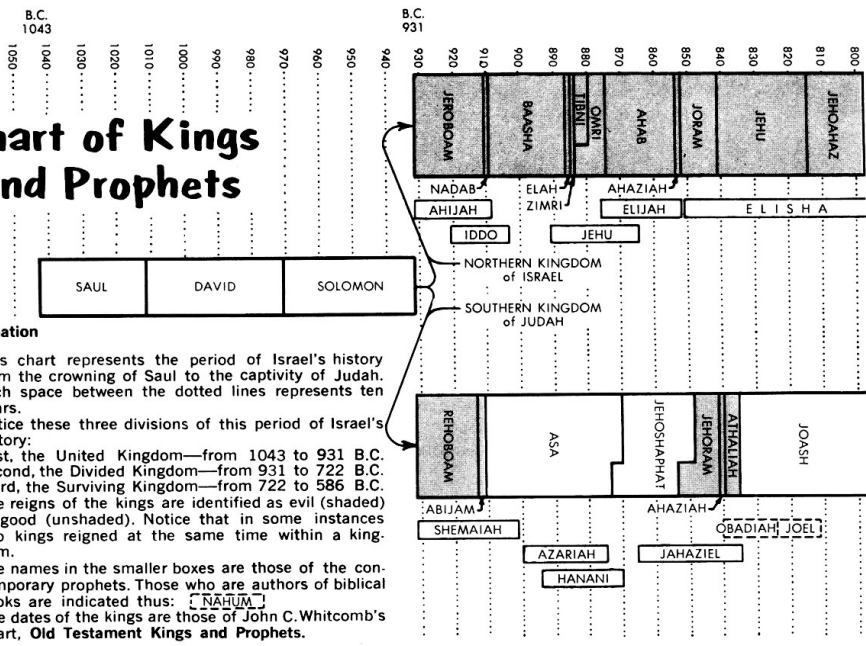 B.C.
1043
B.C.
931
1050 1040 1030 1020 1010 1000 990 980 970 960 950 940 930 920 910 900 890 880 870 860 850 840 830 820 810 800
hart of Kings
nd Prophets
JEROBOAM
BAASHA
TIBNI
OMRI
AHAB
JORAM
JEHU
JEHOAHAZ
NADAB
ELAH
ZIMRI
AHAZIAH
AHIJAH
ELIJAH
ELISHA
IDDO
JEHU
NORTHERN KINGDOM
of ISRAEL
SAUL
DAVID
SOLOMON
SOUTHERN KINGDOM
of JUDAH
ation
s chart represents the period of Israel's history
m the crowning of Saul to the captivity of Judah.
ch space between the dotted lines represents ten
rs.
tice these three divisions of this period of Israel's
tory:
st, the United Kingdom—from 1043 to 931 B.C.
cond, the Divided Kingdom—from 931 to 722 B.C.
rd, the Surviving Kingdom—from 722 to 586 B.C.
e reigns of the kings are identified as evil (shaded)
good (unshaded). Notice that in some instances
o kings reigned at the same time within a king-
m.
e names in the smaller boxes are those of the con-
mporary prophets. Those who are authors of biblical
oks are indicated thus: NAHUM
e dates of the kings are those of John C. Whitcomb's
art, Old Testament Kings and Prophets.
REHOBOAM
ASA
JEHOSHAPHAT
JEHORAM
ATHALIAH
JOASH
ABIJAM
AHAZIAH
SHEMAIAH
OBADIAH
JOEL
AZARIAH
JAHAZIEL
HANANI